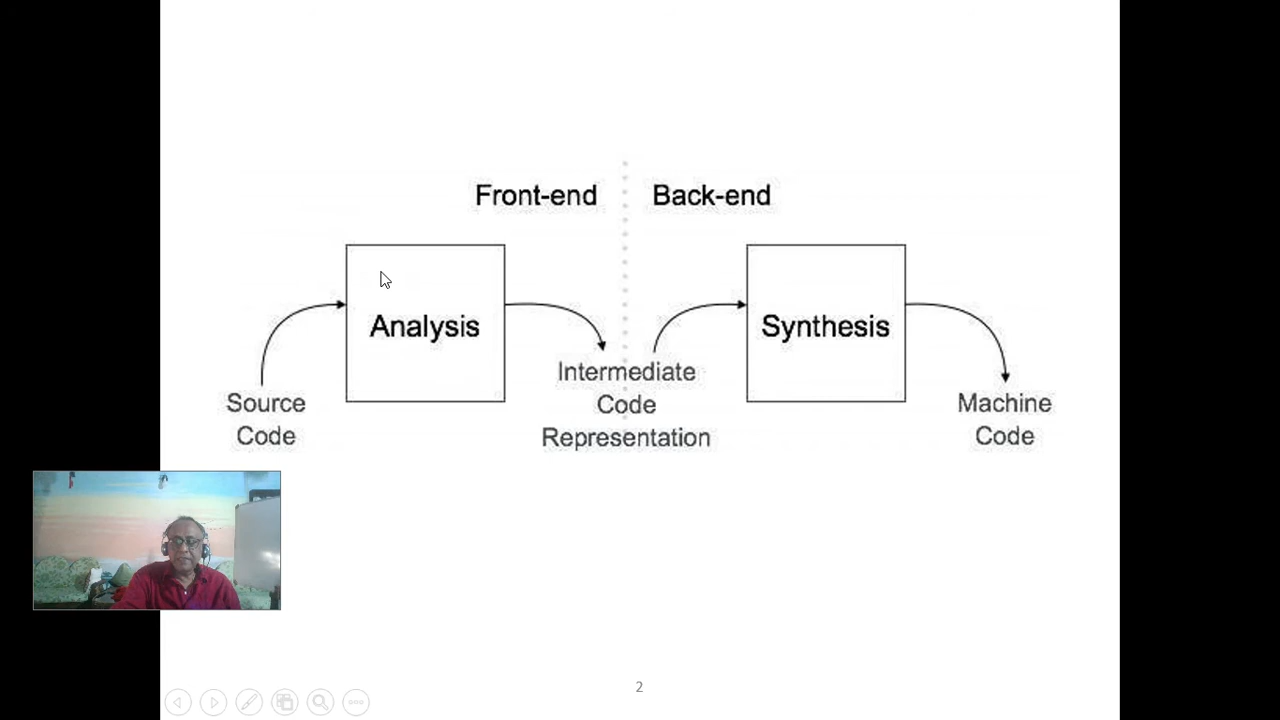 Front-end
Back-end
Analysis
Synthesis
Source
Code
Intermediate
Code
Representation
Machine
Code
2